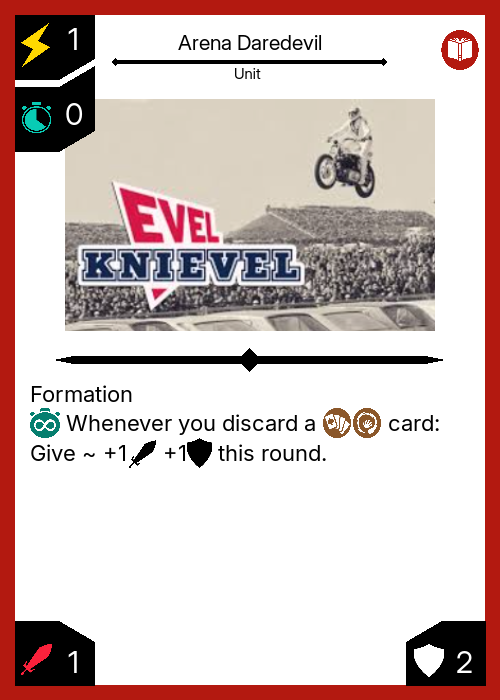 1
Arena Daredevil
Unit
0
EVEL
KNIEVEL
Formation
Whenever you discard a card:
Give ~ +1 +1 this round.
1
2